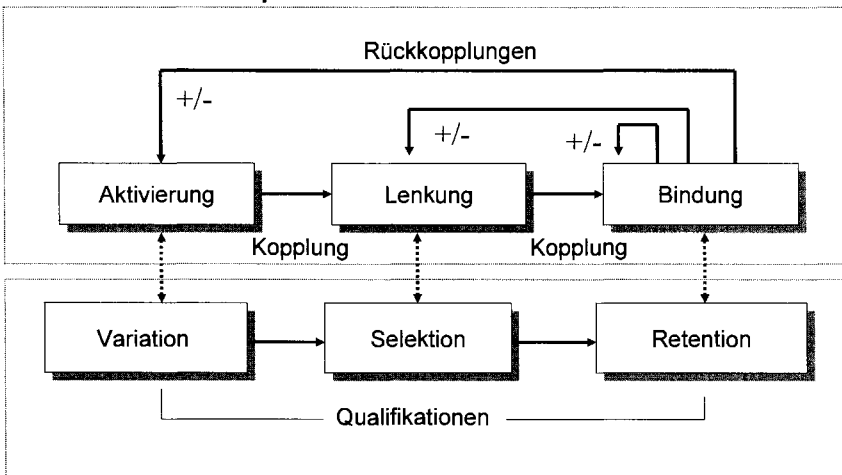 Rückkopplungen
+/-
+/-
+/-
Aktivierung
Lenkung
Bindung
Kopplung
Kopplung
Variation
Selektion
Retention
Qualifikationen